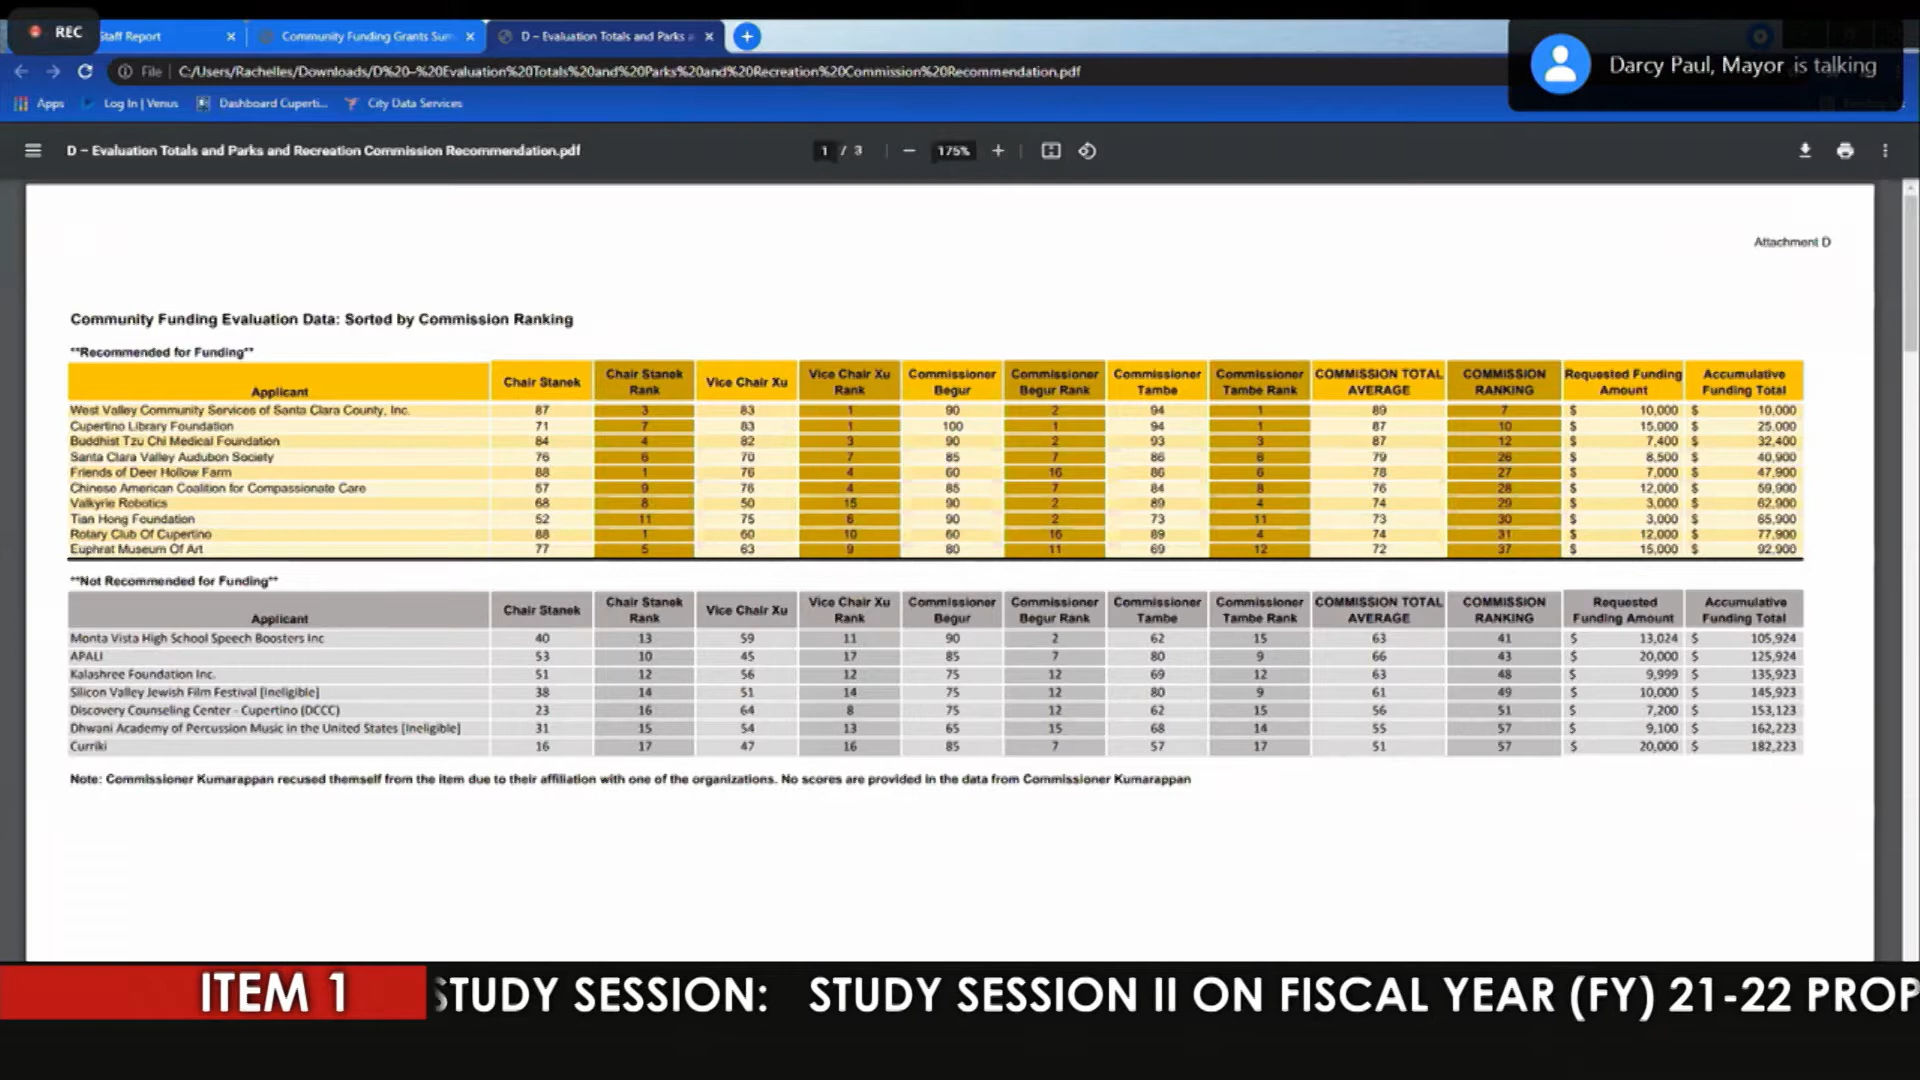 REC
Staff Report
Community Funding Grants Sum
D – Evaluation Totals and Parks a
Darcy Paul, Mayor is talking
File | C:/Users/Rachelles/Downloads/D%20–%20Evaluation%20Totals%20and%20Parks%20and%20Recreation%20Commission%20Recommendation.pdf
Apps Log In | Venus Dashboard Cuperti... City Data Services
D – Evaluation Totals and Parks and Recreation Commission Recommendation.pdf 1 / 3 175%
Attachment D
Community Funding Evaluation Data: Sorted by Commission Ranking
**Recommended for Funding**
Applicant Chair Stanek Chair Stanek Rank Vice Chair Xu Vice Chair Xu Rank Commissioner Begur Commissioner Begur Rank Commissioner Tambe Commissioner Tambe Rank COMMISSION TOTAL AVERAGE COMMISSION RANKING Requested Funding Amount Accumulative Funding Total
West Valley Community Services of Santa Clara County, Inc. 87 3 83 1 90 2 94 1 89 7 $ 10,000 $ 10,000
Cupertino Library Foundation 71 7 83 1 100 1 94 1 87 10 $ 15,000 $ 25,000
Buddhist Tzu Chi Medical Foundation 84 4 82 3 90 2 93 3 87 12 $ 7,400 $ 32,400
Santa Clara Valley Audubon Society 76 6 70 7 85 7 86 6 79 26 $ 8,500 $ 40,900
Friends of Deer Hollow Farm 88 1 76 4 60 16 86 6 78 27 $ 7,000 $ 47,900
Chinese American Coalition for Compassionate Care 57 9 76 4 85 7 84 8 76 28 $ 12,000 $ 59,900
Valkyrie Robotics 68 8 50 15 90 2 89 4 74 29 $ 3,000 $ 62,900
Tian Hong Foundation 52 11 75 6 90 2 73 11 73 30 $ 3,000 $ 65,900
Rotary Club Of Cupertino 88 1 60 10 60 16 89 4 74 31 $ 12,000 $ 77,900
Euphrat Museum Of Art 77 5 63 9 80 11 69 12 72 37 $ 15,000 $ 92,900
**Not Recommended for Funding**
Applicant Chair Stanek Chair Stanek Rank Vice Chair Xu Vice Chair Xu Rank Commissioner Begur Commissioner Begur Rank Commissioner Tambe Commissioner Tambe Rank COMMISSION TOTAL AVERAGE COMMISSION RANKING Requested Funding Amount Accumulative Funding Total
Monta Vista High School Speech Boosters Inc 40 13 59 11 90 2 62 15 63 41 $ 13,024 $ 105,924
APALI 53 10 45 17 85 7 80 9 66 43 $ 20,000 $ 125,924
Kalashree Foundation Inc. 51 12 56 12 75 12 69 12 63 48 $ 9,999 $ 135,923
Silicon Valley Jewish Film Festival [Ineligible] 38 14 51 14 75 12 80 9 61 49 $ 10,000 $ 145,923
Discovery Counseling Center - Cupertino (DCCC) 23 16 64 8 75 12 62 15 56 51 $ 7,200 $ 153,123
Dhwani Academy of Percussion Music in the United States [Ineligible] 31 15 54 13 65 15 68 14 55 57 $ 9,100 $ 162,223
Curriki 16 17 47 16 85 7 57 17 51 57 $ 20,000 $ 182,223
Note: Commissioner Kumarappan recused themself from the item due to their affiliation with one of the organizations. No scores are provided in the data from Commissioner Kumarappan
ITEM 1 STUDY SESSION: STUDY SESSION II ON FISCAL YEAR (FY) 21-22 PROP